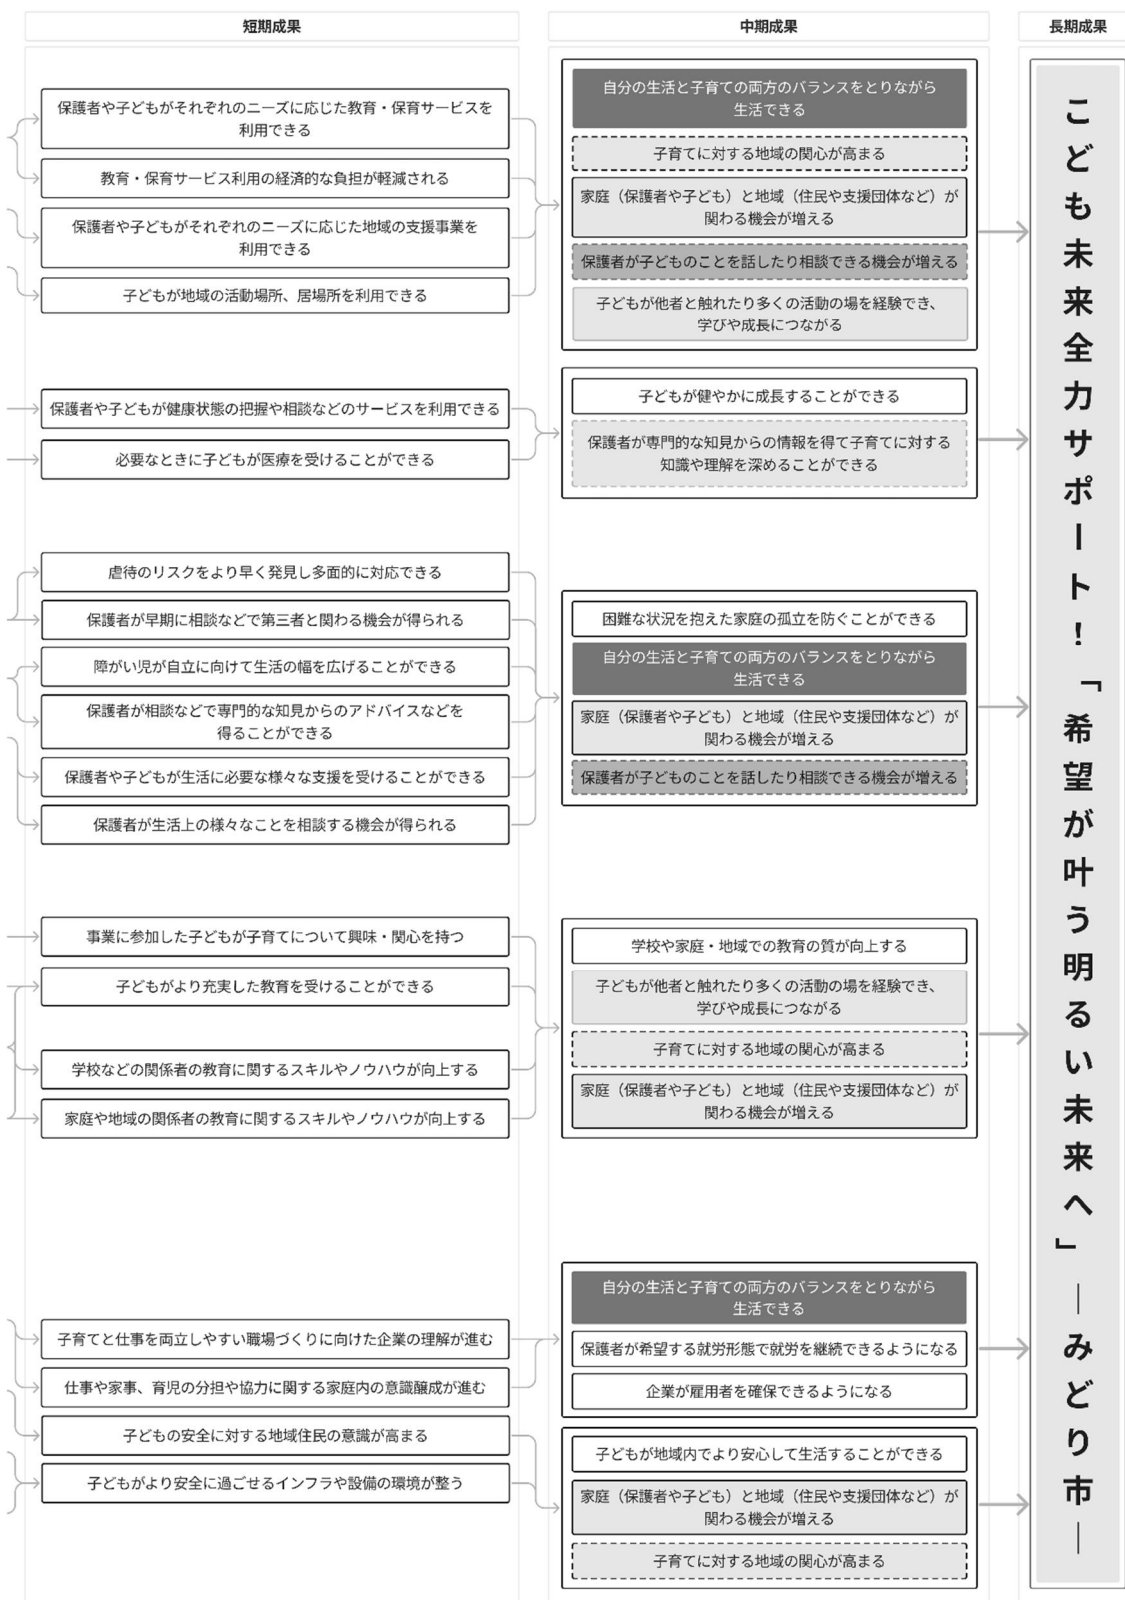 短期成果
中期成果
長期成果
保護者や子どもがそれぞれのニーズに応じた教育・保育サービスを
利用できる
教育・保育サービス利用の経済的な負担が軽減される
保護者や子どもがそれぞれのニーズに応じた地域の支援事業を
利用できる
子どもが地域の活動場所、居場所を利用できる
自分の生活と子育ての両方のバランスをとりながら
生活できる
子育てに対する地域の関心が高まる
家庭（保護者や子ども）と地域（住民や支援団体など）が
関わる機会が増える
保護者が子どものことを話したり相談できる機会が増える
子どもが他者と触れたり多くの活動の場を経験でき、
学びや成長につながる
保護者や子どもが健康状態の把握や相談などのサービスを利用できる
必要なときに子どもが医療を受けることができる
子どもが健やかに成長することができる
保護者が専門的な知見からの情報を得て子育てに対する
知識や理解を深めることができる
虐待のリスクをより早く発見し多面的に対応できる
保護者が早期に相談などで第三者と関わる機会が得られる
障がい児が自立に向けて生活の幅を広げることができる
保護者が相談などで専門的な知見からのアドバイスなどを
得ることができる
保護者や子どもが生活に必要な様々な支援を受けることができる
保護者が生活上の様々なことを相談する機会が得られる
困難な状況を抱えた家庭の孤立を防ぐことができる
自分の生活と子育ての両方のバランスをとりながら
生活できる
家庭（保護者や子ども）と地域（住民や支援団体など）が
関わる機会が増える
保護者が子どものことを話したり相談できる機会が増える
事業に参加した子どもが子育てについて興味・関心を持つ
子どもがより充実した教育を受けることができる
学校などの関係者の教育に関するスキルやノウハウが向上する
家庭や地域の関係者の教育に関するスキルやノウハウが向上する
学校や家庭・地域での教育の質が向上する
子どもが他者と触れたり多くの活動の場を経験でき、
学びや成長につながる
子育てに対する地域の関心が高まる
家庭（保護者や子ども）と地域（住民や支援団体など）が
関わる機会が増える
子育てと仕事を両立しやすい職場づくりに向けた企業の理解が進む
仕事や家事、育児の分担や協力に関する家庭内の意識醸成が進む
子どもの安全に対する地域住民の意識が高まる
子どもがより安全に過ごせるインフラや設備の環境が整う
自分の生活と子育ての両方のバランスをとりながら
生活できる
保護者が希望する就労形態で就労を継続できるようになる
企業が雇用者を確保できるようになる
子どもが地域内でより安心して生活することができる
家庭（保護者や子ども）と地域（住民や支援団体など）が
関わる機会が増える
子育てに対する地域の関心が高まる
こども未来全力サポート！「希望が叶う明るい未来へ」―みどり市―